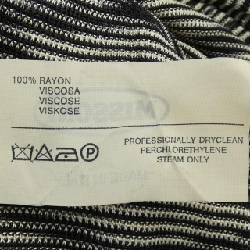 100% RAYON
VISCOSA
VISCOSE
VISKOSE
PROFESSIONALLY DRYCLEAN
PERCHLORETHYLENE
STEAM ONLY